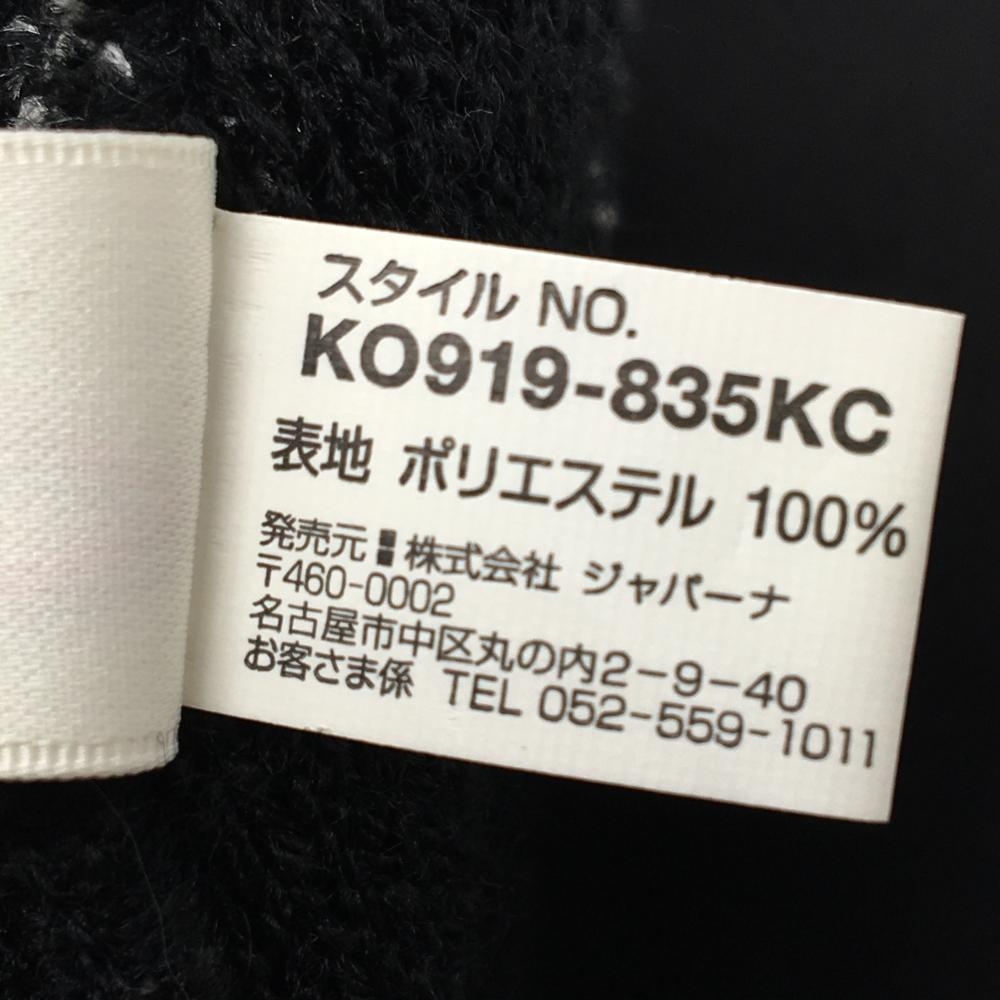 スタイル NO.
KO919-835KC
表地 ポリエステル 100%
発売元:株式会社 ジャバーナ
〒460-0002
名古屋市中区丸の内2-9-40
お客さま係 TEL 052-559-1011